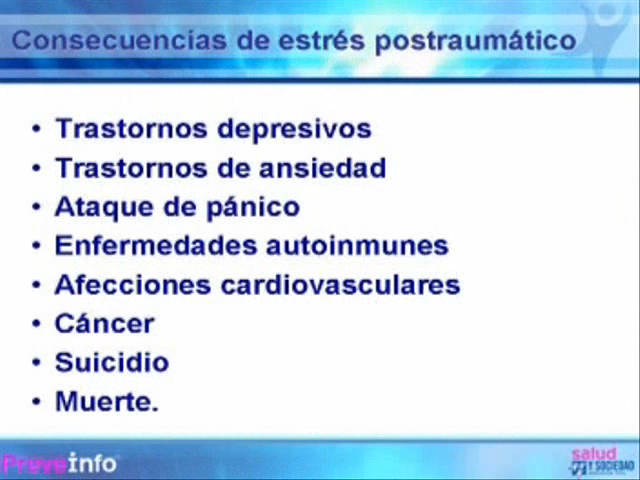 Consecuencias de estrés postraumático
• Trastornos depresivos
• Trastornos de ansiedad
• Ataque de pánico
• Enfermedades autoinmunes
• Afecciones cardiovasculares
• Cáncer
• Suicidio
• Muerte.
PreveInfo
salud
Y SOCIEDAD